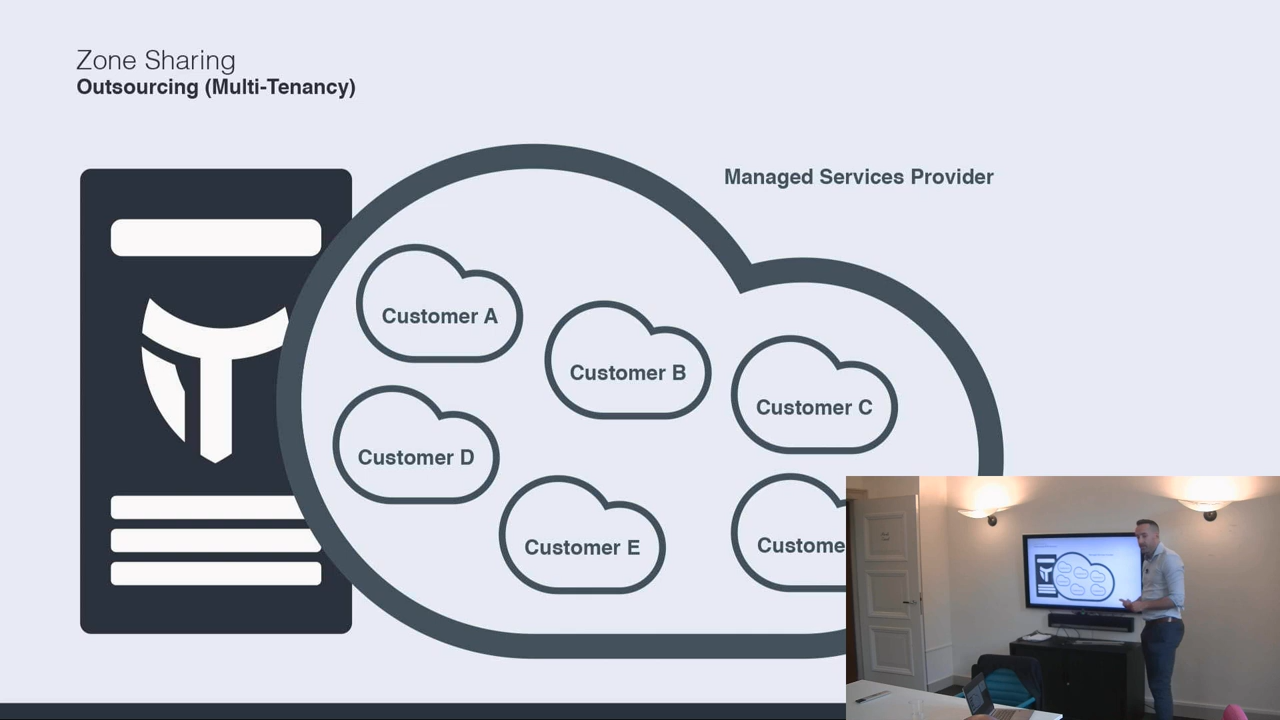 Zone Sharing
Outsourcing (Multi-Tenancy)
Managed Services Provider
Customer A
Customer B
Customer C
Customer D
Customer E
Custome